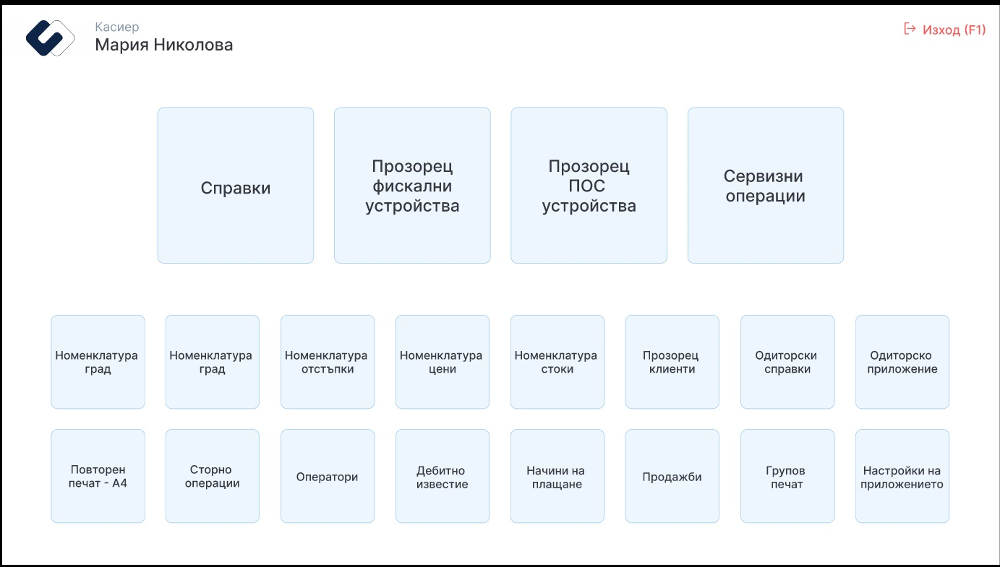 Касиер
Мария Николова
Изход (F1)
Справки
Прозорец
фискални
устройства
Прозорец
ПОС
устройства
Сервизни
операции
Номенклатура
град
Номенклатура
град
Номенклатура
отстъпки
Номенклатура
цени
Номенклатура
стоки
Прозорец
клиенти
Одиторски
справки
Одиторско
приложение
Повторен
печат - А4
Сторно
операции
Оператори
Дебитно
известие
Начини на
плащане
Продажби
Групов
печат
Настройки на
приложението